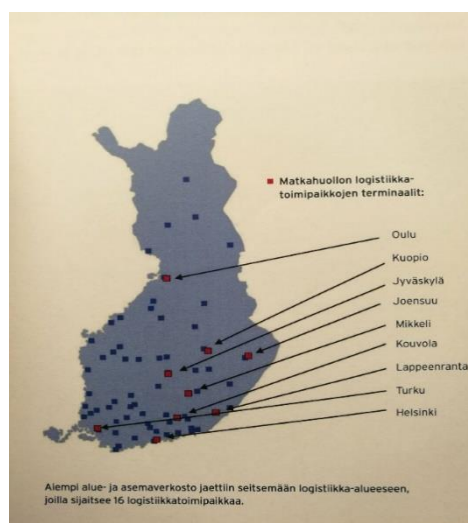 Matkahuollon logistiikka-
toimipaikkojen terminaalit:
Oulu
Kuopio
Jyväskylä
Joensuu
Mikkeli
Kouvola
Lappeenranta
Turku
Helsinki
Aiempi alue- ja asemaverkosto jaettiin seitsemään logistiikka-alueeseen,
joilla sijaitsee 16 logistiikkatoimipaikkaa.